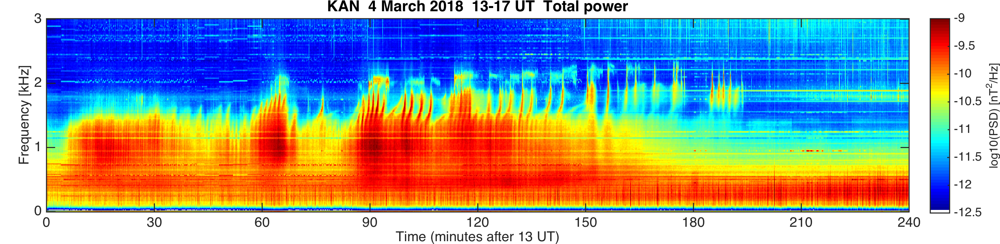 KAN  4 March 2018  13-17 UT  Total power
3
2
1
0
Frequency [kHz]
0 30 60 90 120 150 180 210 240
Time (minutes after 13 UT)
-9
-9.5
-10
-10.5
-11
-11.5
-12
-12.5
log10(PSD) [nT²/Hz]